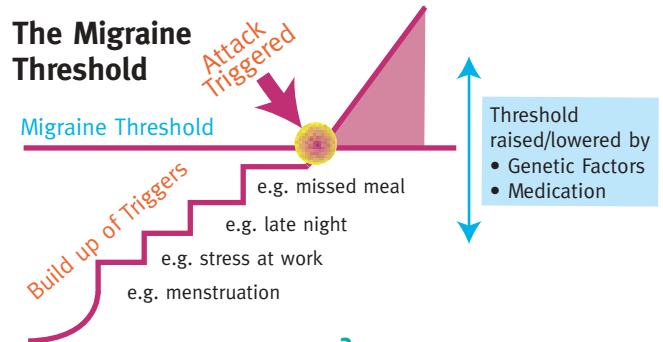 The Migraine
Threshold
Attack
Triggered
Migraine Threshold
Threshold
raised/lowered by
• Genetic Factors
• Medication
Build up of Triggers
e.g. missed meal
e.g. late night
e.g. stress at work
e.g. menstruation